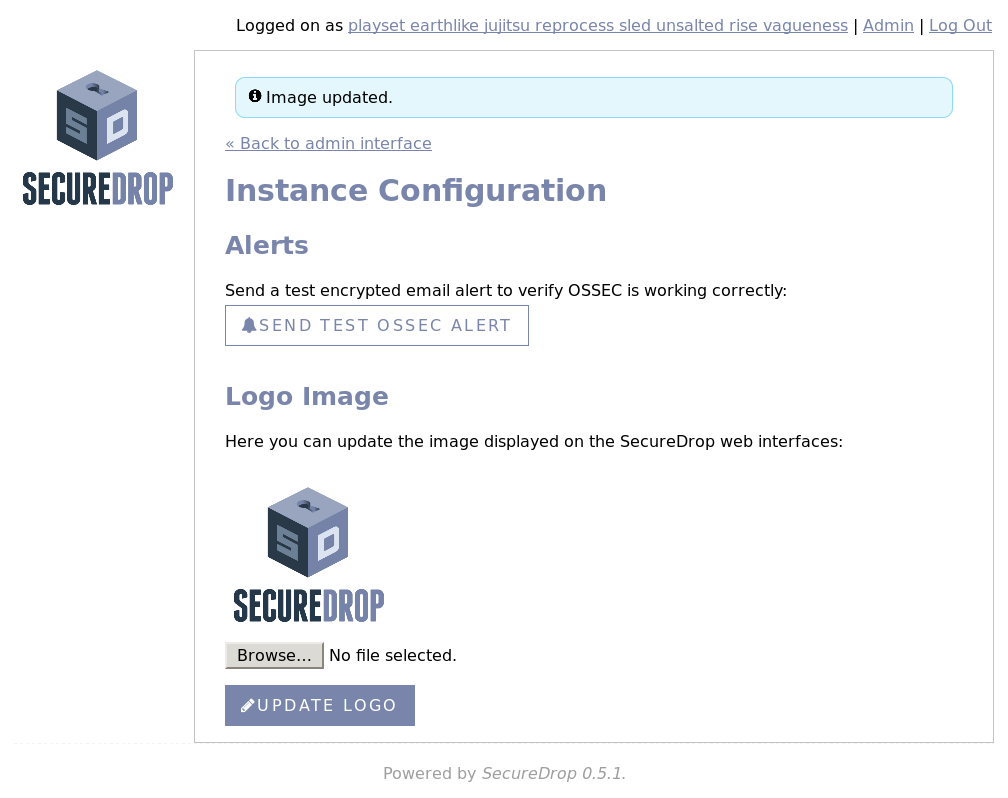 Logged on as playset earthlike jujitsu reprocess sled unsalted rise vagueness | Admin | Log Out
SD
SECUREDROP
Image updated.
« Back to admin interface
Instance Configuration
Alerts
Send a test encrypted email alert to verify OSSEC is working correctly:
SEND TEST OSSEC ALERT
Logo Image
Here you can update the image displayed on the SecureDrop web interfaces:
SD
SECUREDROP
Browse... No file selected.
UPDATE LOGO
Powered by SecureDrop 0.5.1.